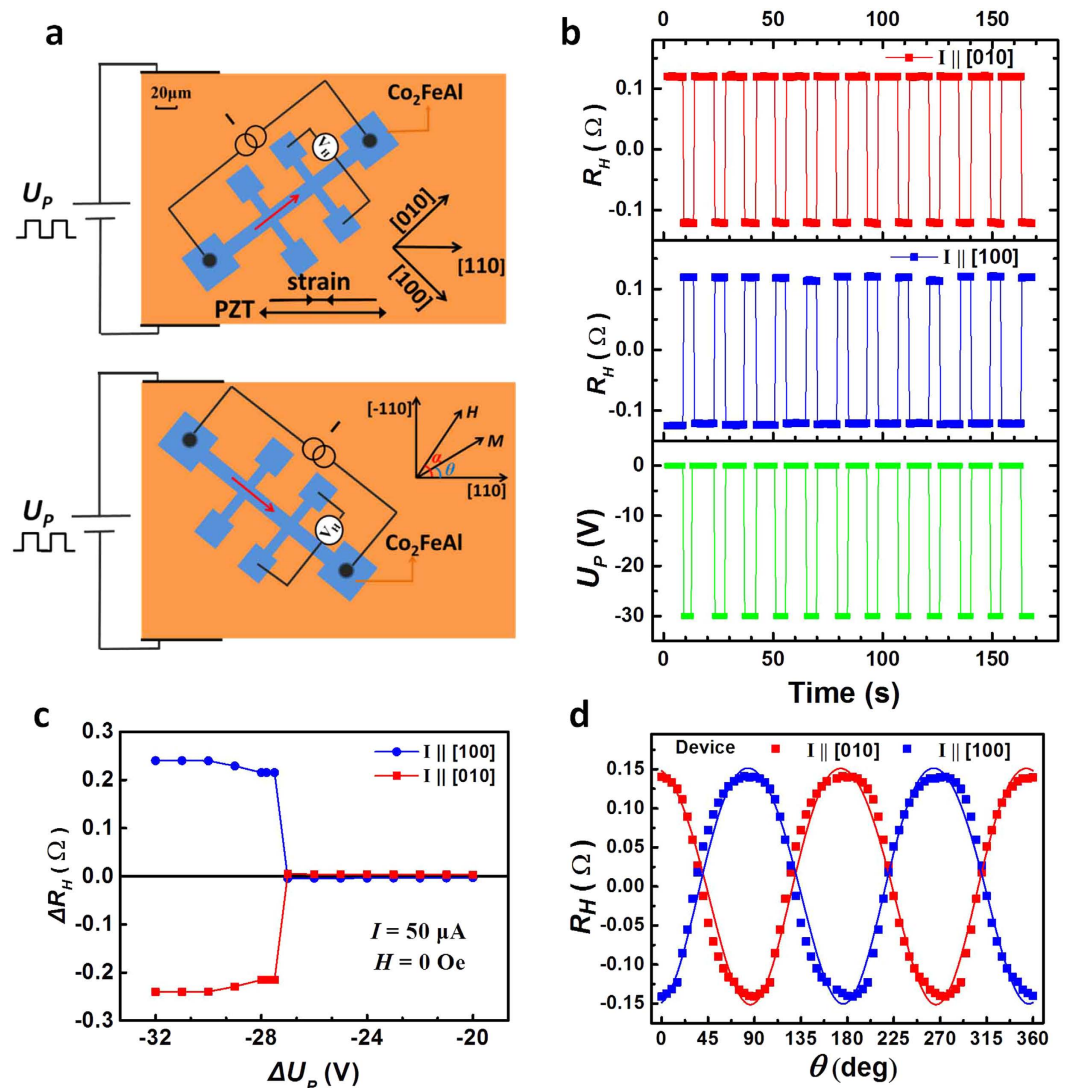 a
20μm
Co₂FeAl
I
V_H
U_P
[010]
[110]
[100]
strain
PZT
I
V_H
U_P
Co₂FeAl
[-110]
H
M
α
θ
[110]
b
0 50 100 150
I || [010]
R_H (Ω)
0.1
0.0
-0.1
I || [100]
R_H (Ω)
0.1
0.0
-0.1
U_P (V)
0
-10
-20
-30
0 50 100 150
Time (s)
c
0.3
0.2
0.1
0.0
-0.1
-0.2
-0.3
ΔR_H (Ω)
I || [100]
I || [010]
I = 50 μA
H = 0 Oe
-32 -28 -24 -20
ΔU_P (V)
d
Device I || [010] I || [100]
0.15
0.10
0.05
0.00
-0.05
-0.10
-0.15
R_H (Ω)
0 45 90 135 180 225 270 315 360
θ (deg)